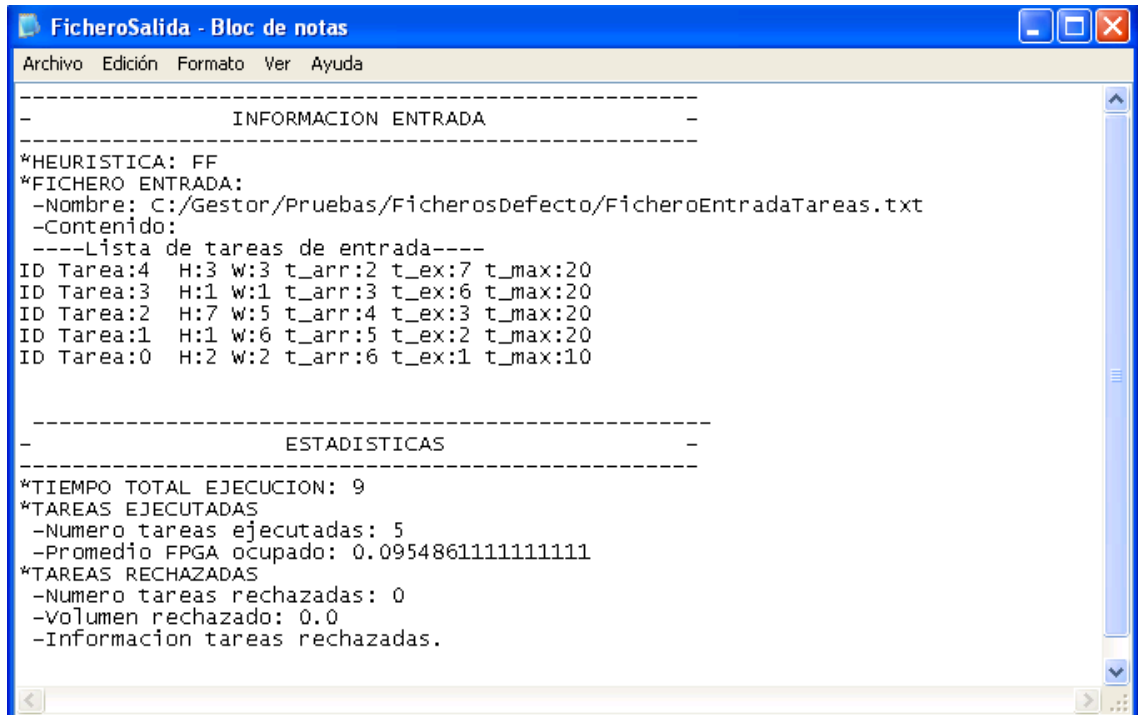 FicheroSalida - Bloc de notas
Archivo Edición Formato Ver Ayuda
---------------------------------------------------
- INFORMACION ENTRADA -
---------------------------------------------------
*HEURISTICA: FF
*FICHERO ENTRADA:
-Nombre: C:/Gestor/Pruebas/FicherosDefecto/FicheroEntradaTareas.txt
-Contenido:
----Lista de tareas de entrada----
ID Tarea:4 H:3 W:3 t_arr:2 t_ex:7 t_max:20
ID Tarea:3 H:1 W:1 t_arr:3 t_ex:6 t_max:20
ID Tarea:2 H:7 W:5 t_arr:4 t_ex:3 t_max:20
ID Tarea:1 H:1 W:6 t_arr:5 t_ex:2 t_max:20
ID Tarea:0 H:2 W:2 t_arr:6 t_ex:1 t_max:10
---------------------------------------------------
- ESTADISTICAS -
---------------------------------------------------
*TIEMPO TOTAL EJECUCION: 9
*TAREAS EJECUTADAS
-Numero tareas ejecutadas: 5
-Promedio FPGA ocupado: 0.0954861111111111
*TAREAS RECHAZADAS
-Numero tareas rechazadas: 0
-Volumen rechazado: 0.0
-Informacion tareas rechazadas.